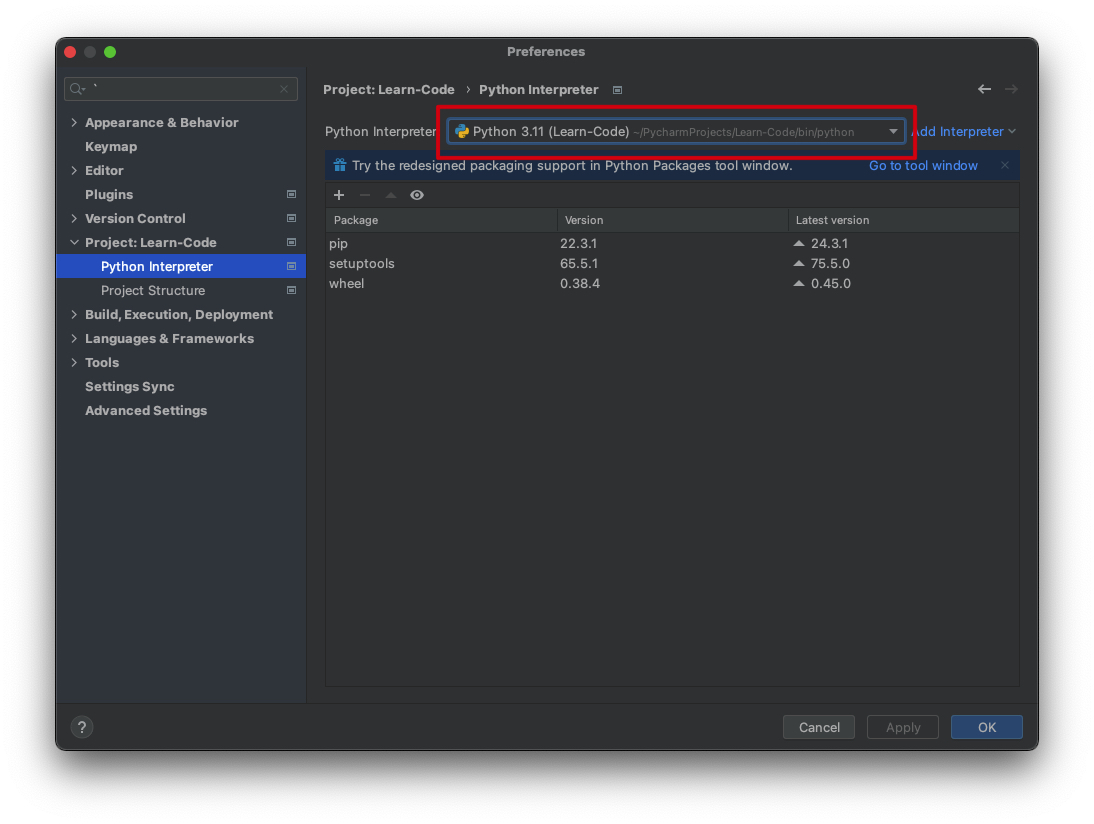 Preferences
`
Appearance & Behavior
Keymap
Editor
Plugins
Version Control
Project: Learn-Code
Python Interpreter
Project Structure
Build, Execution, Deployment
Languages & Frameworks
Tools
Settings Sync
Advanced Settings
Project: Learn-Code › Python Interpreter
Python Interpreter Python 3.11 (Learn-Code) ~/PycharmProjects/Learn-Code/bin/python Add Interpreter
Try the redesigned packaging support in Python Packages tool window. Go to tool window
Package Version Latest version
pip 22.3.1 24.3.1
setuptools 65.5.1 75.5.0
wheel 0.38.4 0.45.0
? Cancel Apply OK